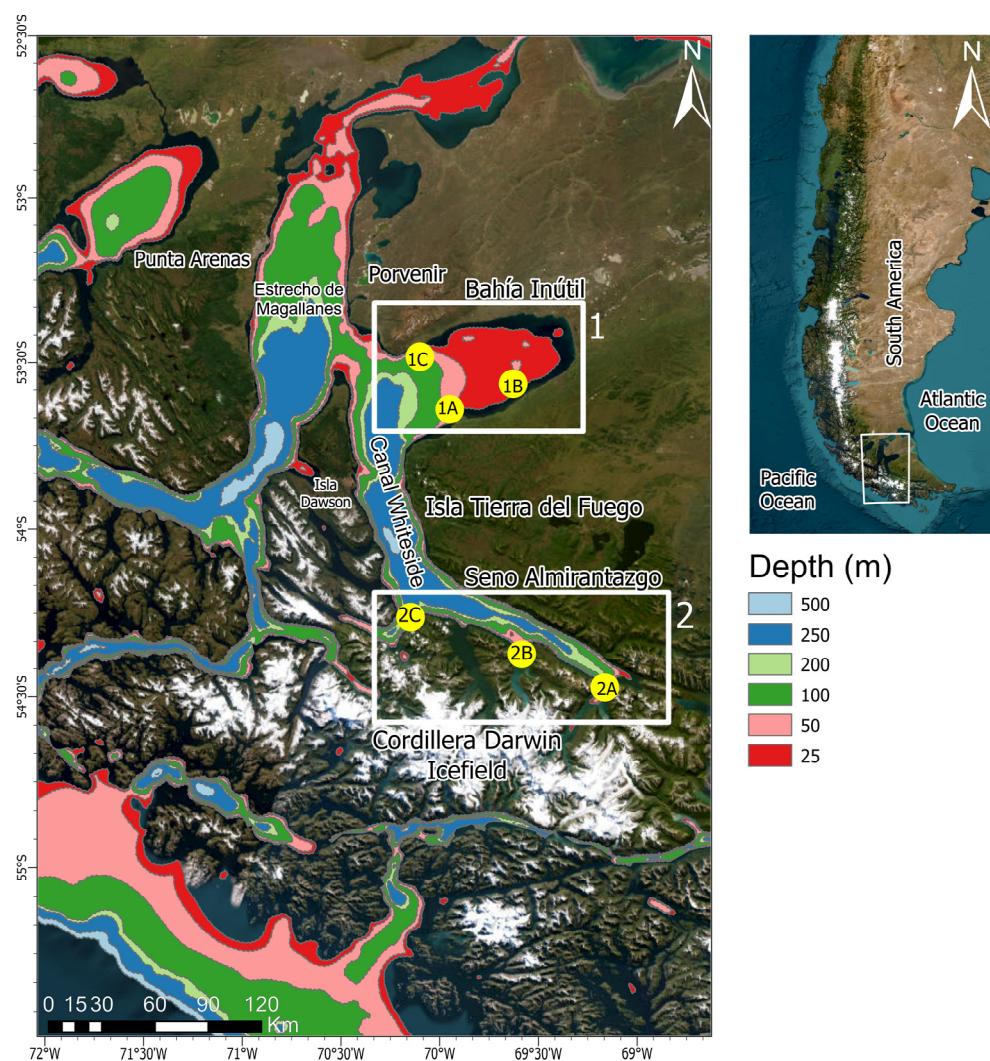 52°30'S
53°S
53°30'S
54°S
54°30'S
55°S
N
Punta Arenas
Porvenir
Estrecho de
Magallanes
Bahía Inútil
1
1C
1B
1A
Canal Whiteside
Isla
Dawson
Isla Tierra del Fuego
Seno Almirantazgo
2
2C
2B
2A
Cordillera Darwin
Icefield
0 15 30 60 90 120
Km
72°W
71°30'W
71°W
70°30'W
70°W
69°30'W
69°W
N
South America
Atlantic
Ocean
Pacific
Ocean
Depth (m)
500
250
200
100
50
25